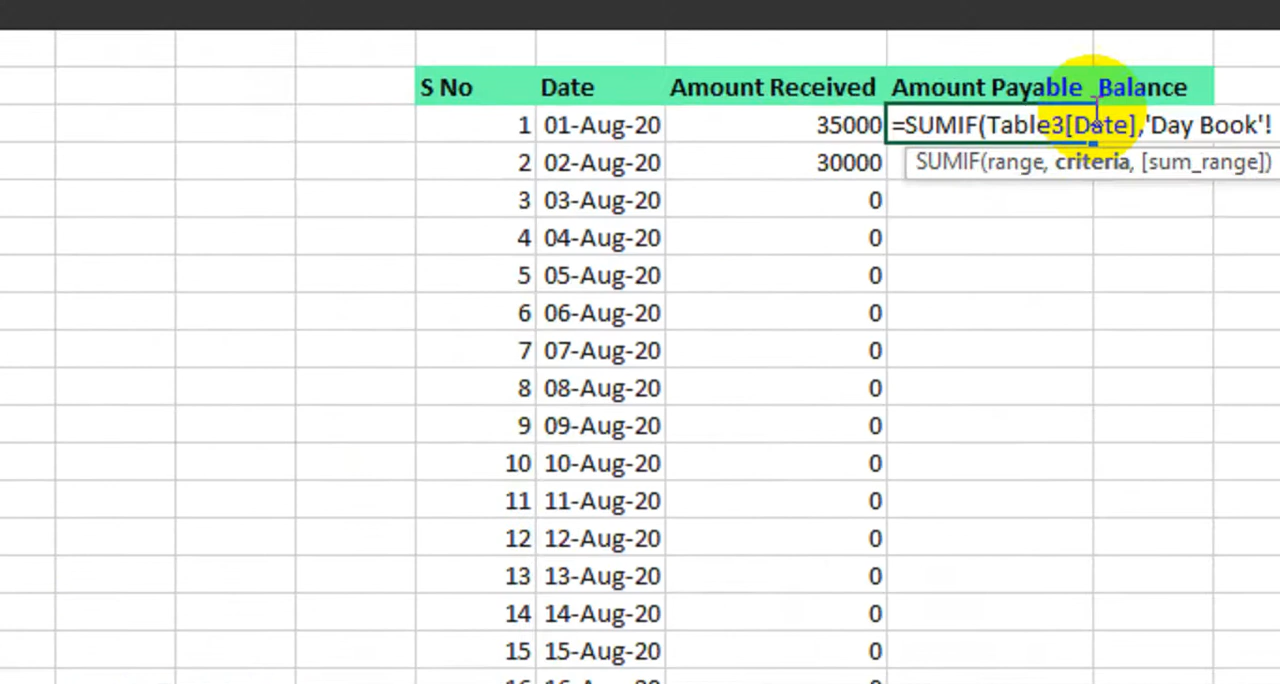 S No Date Amount Received Amount Payable _Balance
1 01-Aug-20 35000 =SUMIF(Table3[Date],'Day Book'!
2 02-Aug-20 30000 SUMIF(range, criteria, [sum_range])
3 03-Aug-20 0
4 04-Aug-20 0
5 05-Aug-20 0
6 06-Aug-20 0
7 07-Aug-20 0
8 08-Aug-20 0
9 09-Aug-20 0
10 10-Aug-20 0
11 11-Aug-20 0
12 12-Aug-20 0
13 13-Aug-20 0
14 14-Aug-20 0
15 15-Aug-20 0